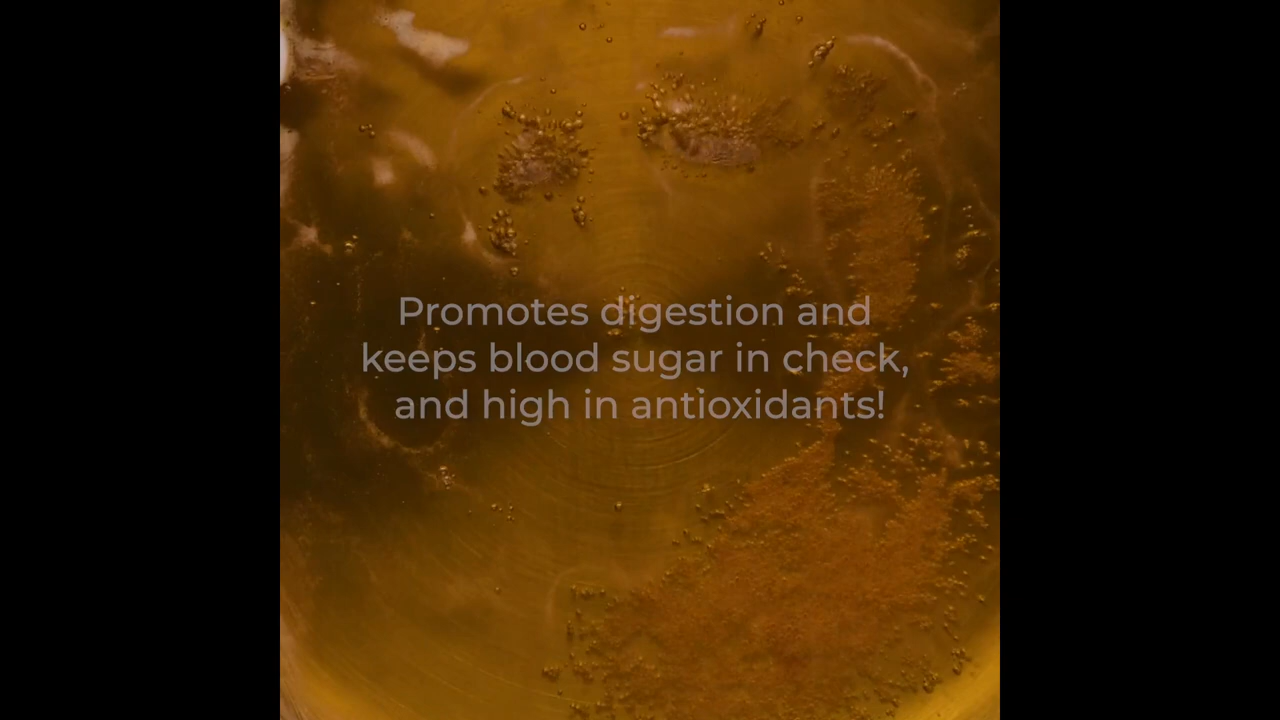 Promotes digestion and
keeps blood sugar in check,
and high in antioxidants!